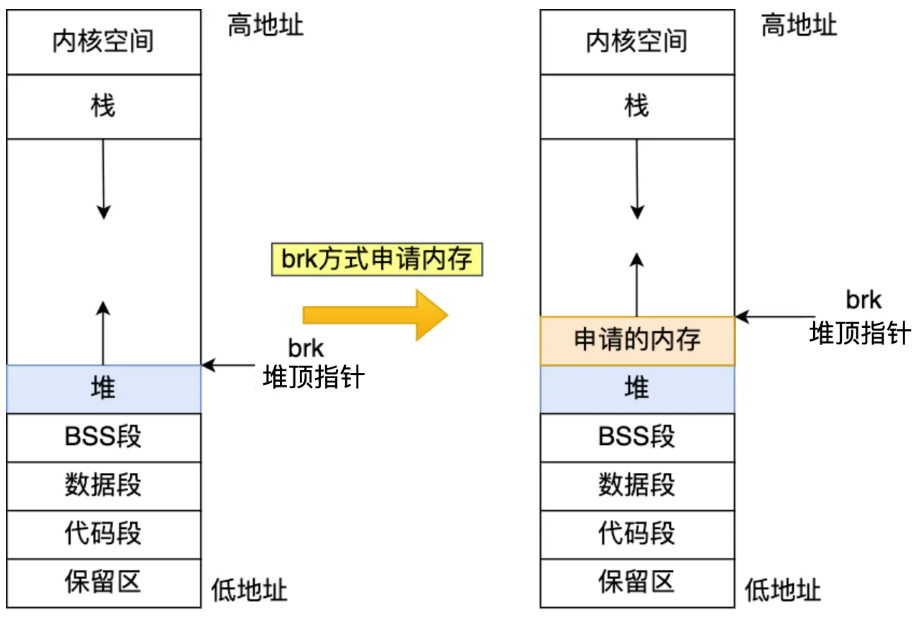 内核空间
高地址
栈
brk
堆顶指针
堆
BSS段
数据段
代码段
保留区
低地址
brk方式申请内存
内核空间
高地址
栈
brk
堆顶指针
申请的内存
堆
BSS段
数据段
代码段
保留区
低地址